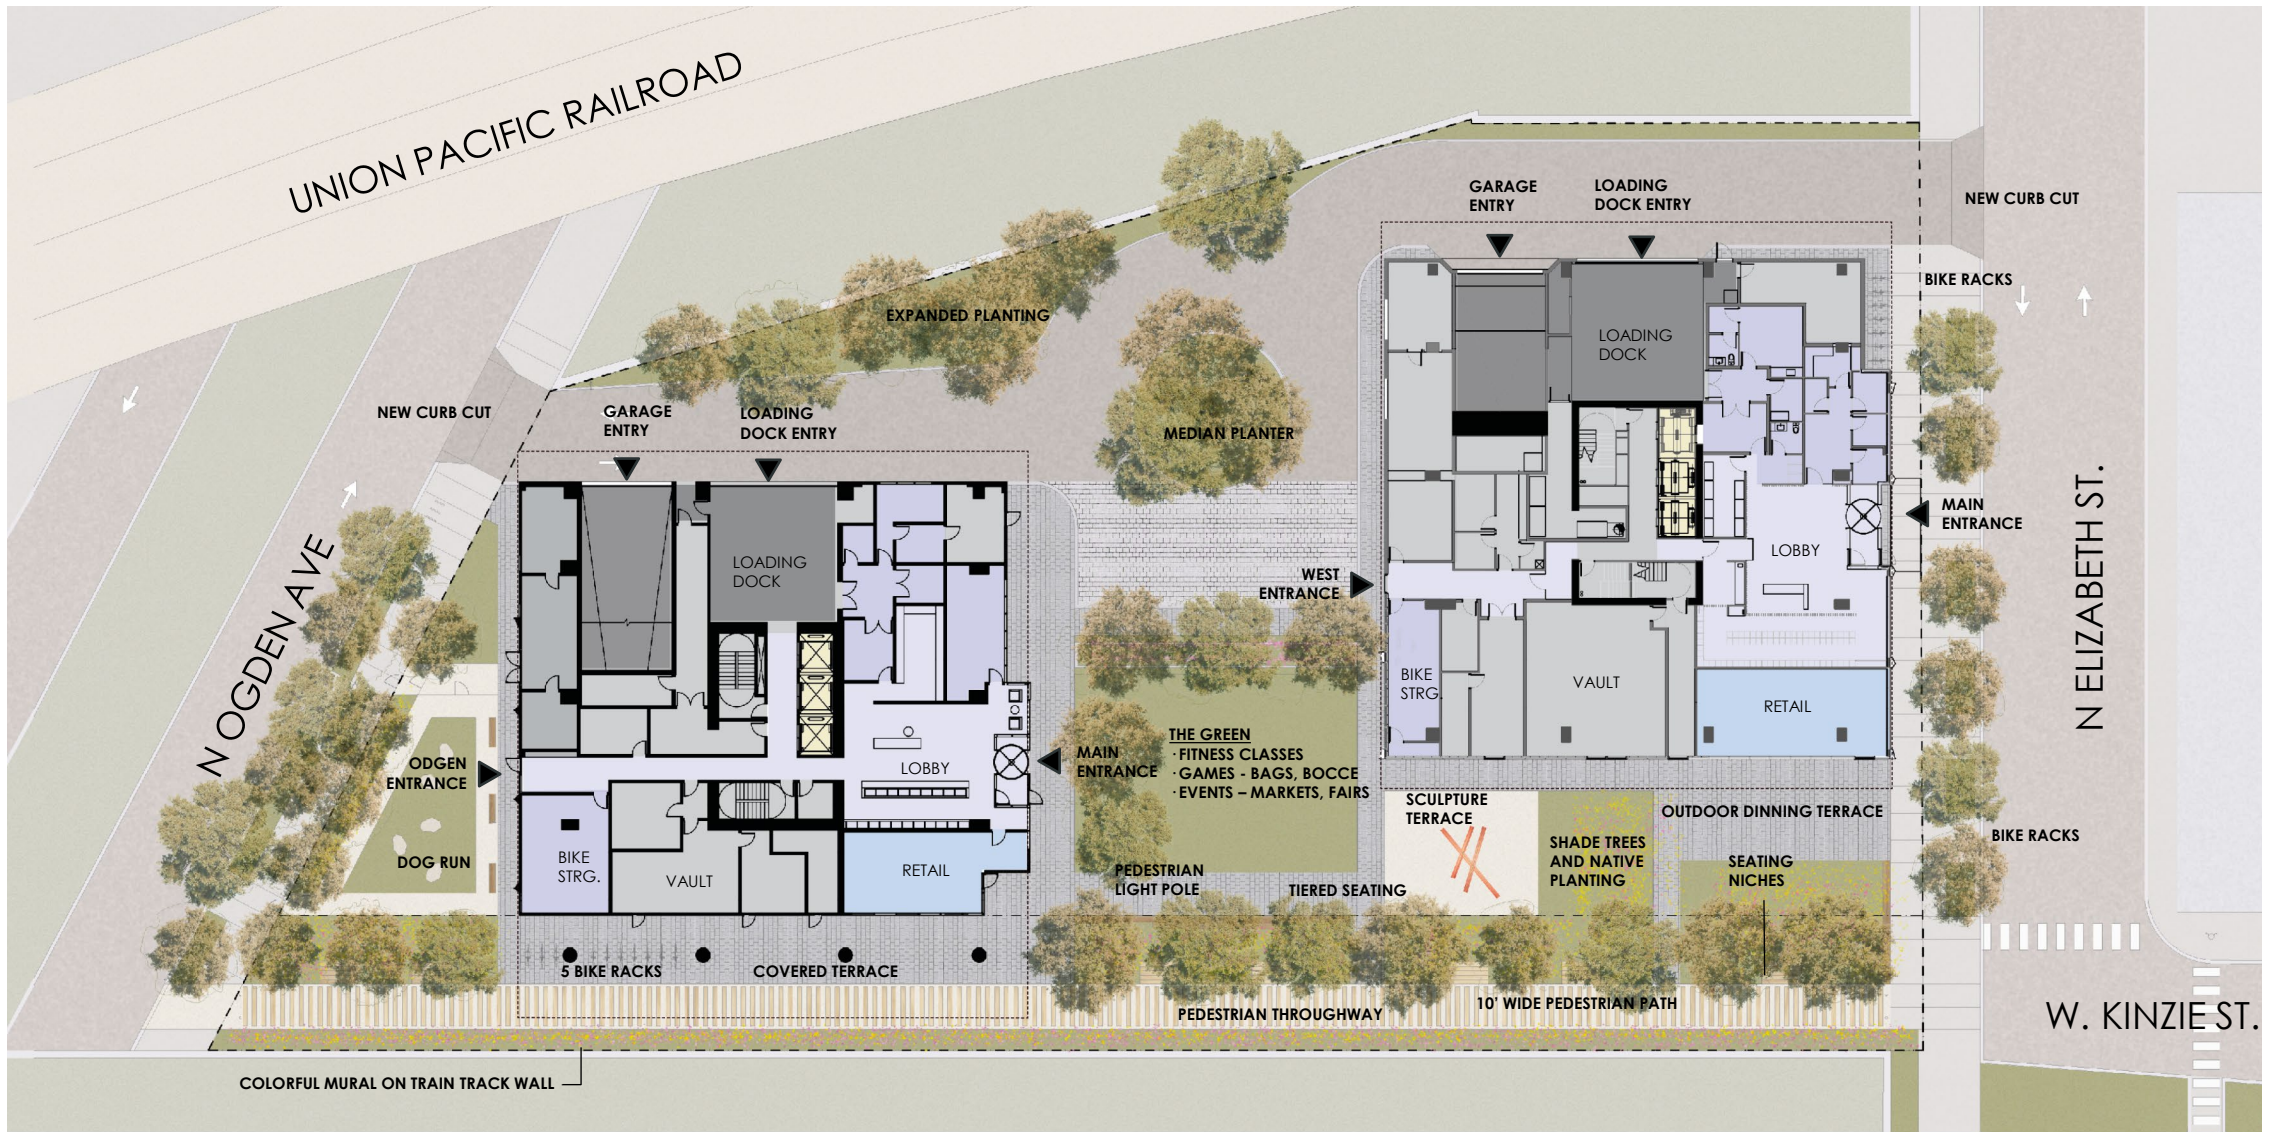 UNION PACIFIC RAILROAD
GARAGE
ENTRY
LOADING
DOCK ENTRY
NEW CURB CUT
BIKE RACKS
EXPANDED PLANTING
LOADING
DOCK
NEW CURB CUT
GARAGE
ENTRY
LOADING
DOCK ENTRY
MEDIAN PLANTER
MAIN
ENTRANCE
N ELIZABETH ST.
LOBBY
LOADING
DOCK
WEST
ENTRANCE
N OGDEN AVE
BIKE
STRG.
VAULT
RETAIL
ODGEN
ENTRANCE
LOBBY
MAIN
ENTRANCE
THE GREEN
· FITNESS CLASSES
· GAMES - BAGS, BOCCE
· EVENTS – MARKETS, FAIRS
SCULPTURE
TERRACE
OUTDOOR DINNING TERRACE
BIKE RACKS
DOG RUN
BIKE
STRG.
VAULT
RETAIL
PEDESTRIAN
LIGHT POLE
TIERED SEATING
SHADE TREES
AND NATIVE
PLANTING
SEATING
NICHES
5 BIKE RACKS
COVERED TERRACE
PEDESTRIAN THROUGHWAY
10' WIDE PEDESTRIAN PATH
W. KINZIE ST.
COLORFUL MURAL ON TRAIN TRACK WALL